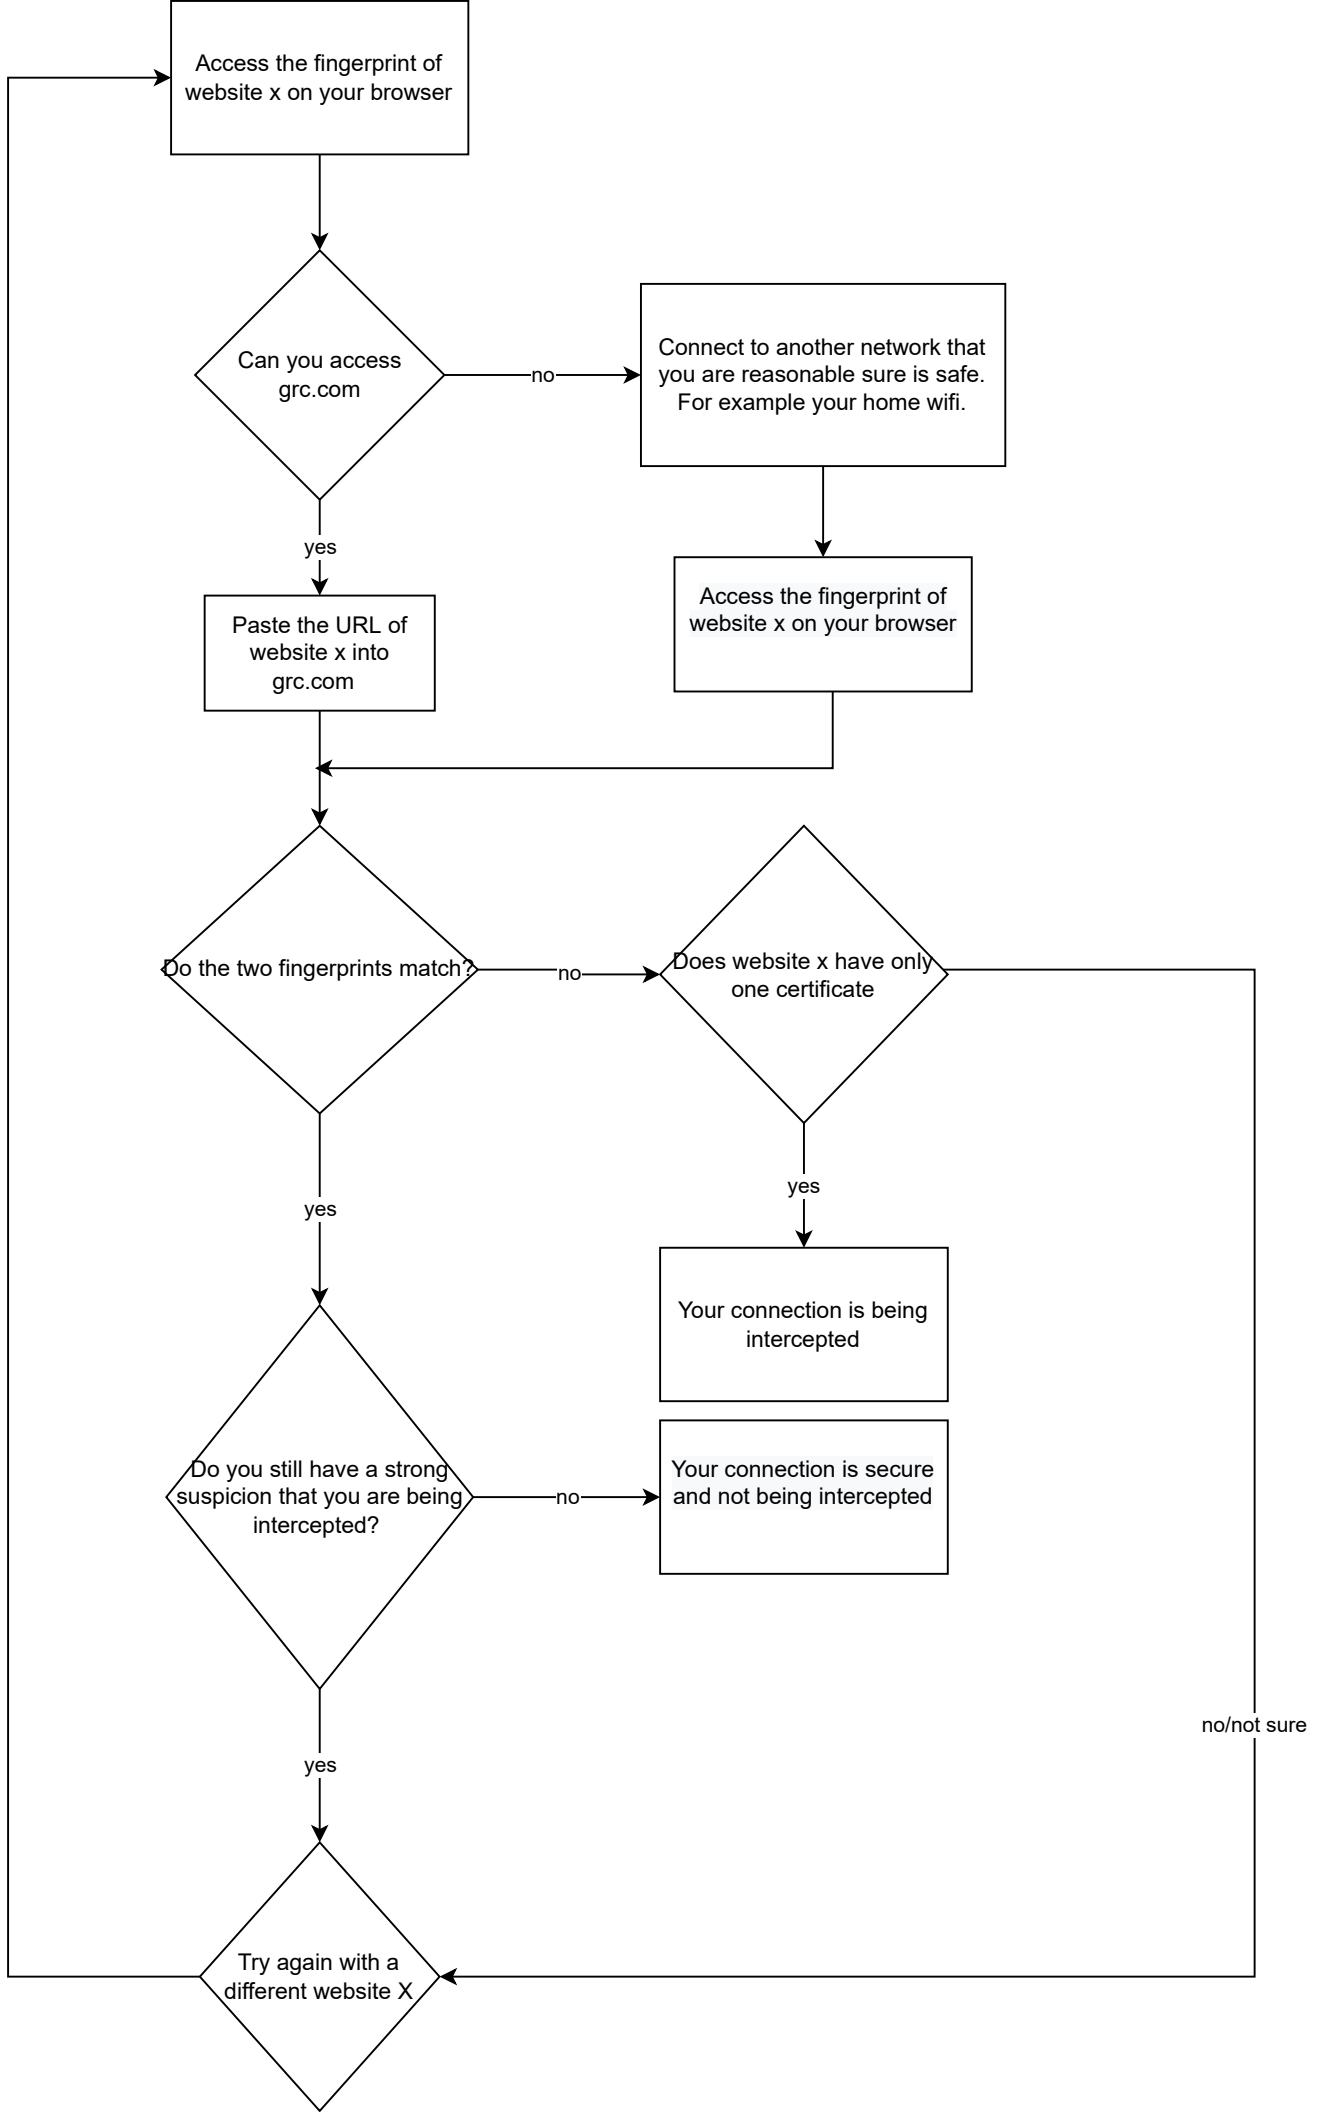 Access the fingerprint of
website x on your browser
Can you access
grc.com
no
Connect to another network that
you are reasonable sure is safe.
For example your home wifi.
yes
Access the fingerprint of
website x on your browser
Paste the URL of
website x into
grc.com
Do the two fingerprints match?
no
Does website x have only
one certificate
yes
yes
Your connection is being
intercepted
Do you still have a strong
suspicion that you are being
intercepted?
no
Your connection is secure
and not being intercepted
no/not sure
yes
Try again with a
different website X